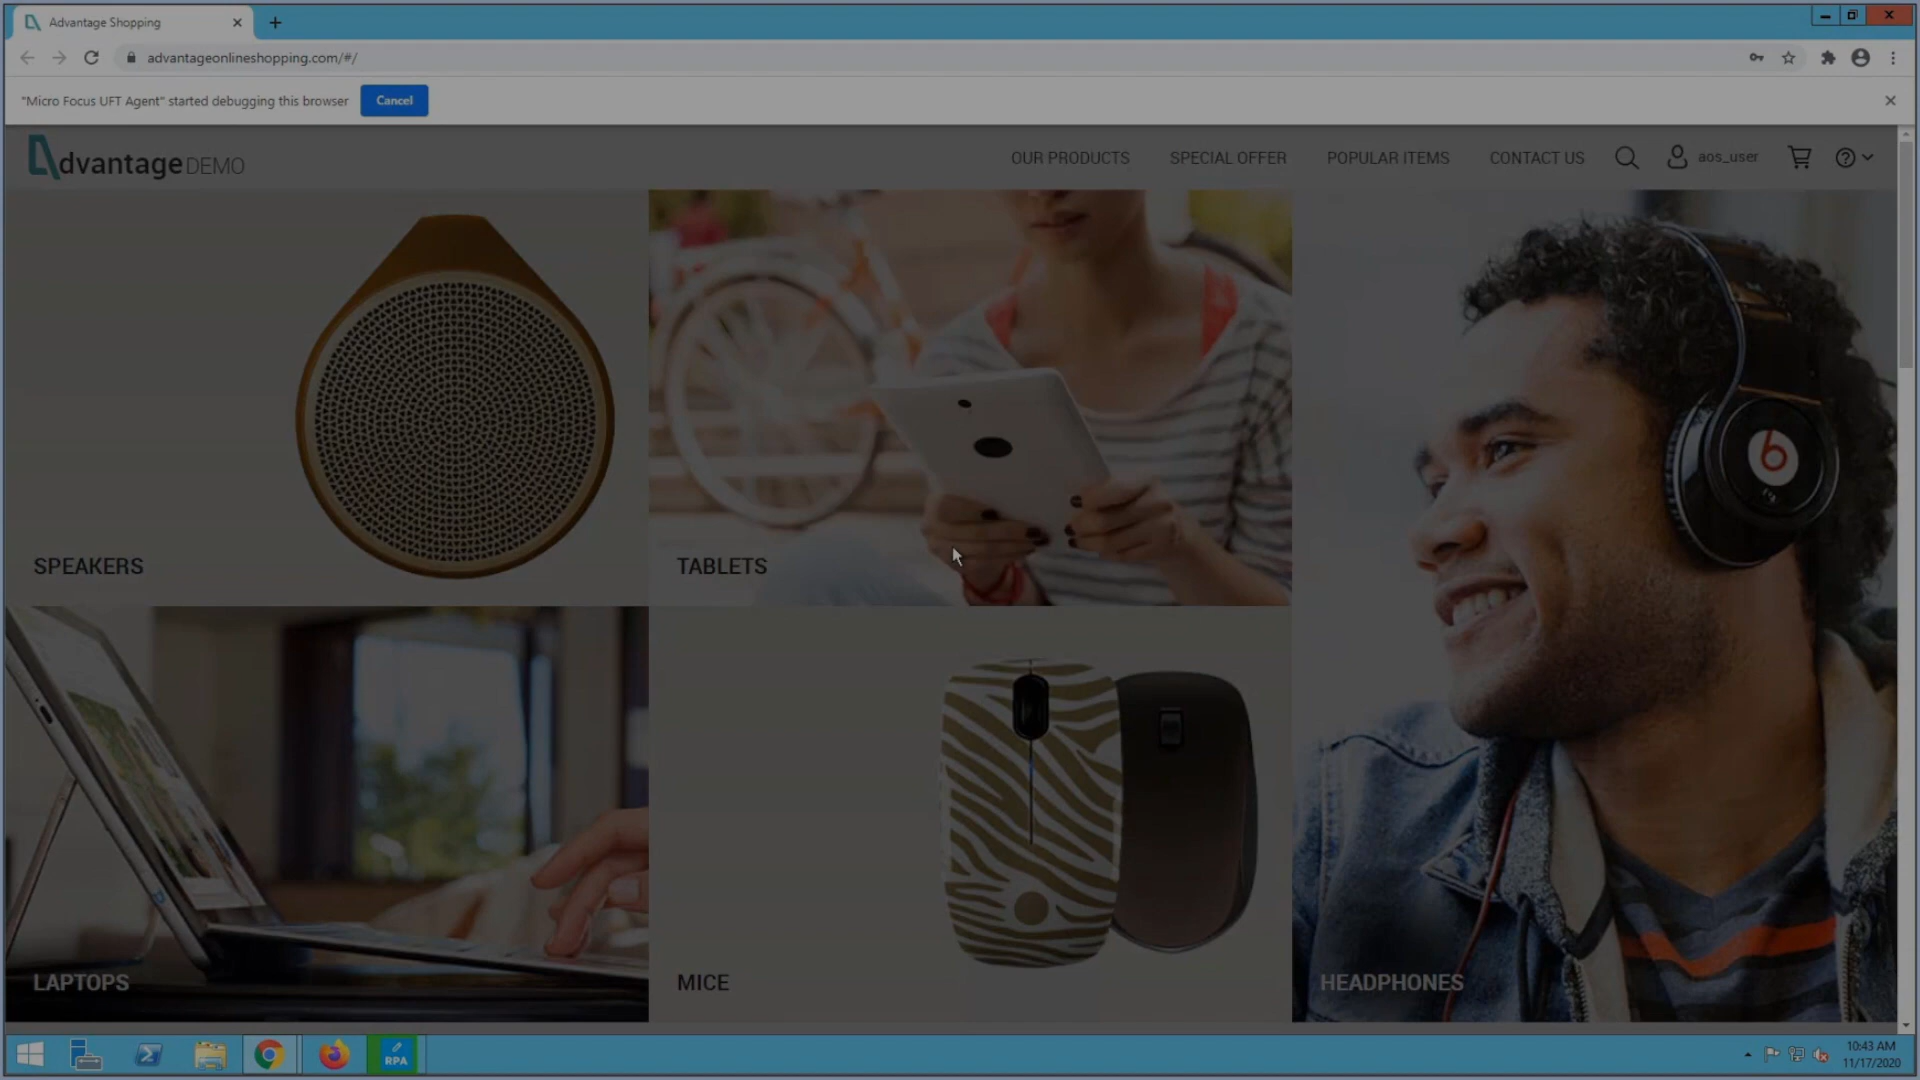 Advantage Shopping
advantageonlineshopping.com/#/
"Micro Focus UFT Agent" started debugging this browser
Cancel
dvantage DEMO
OUR PRODUCTS
SPECIAL OFFER
POPULAR ITEMS
CONTACT US
aos_user
SPEAKERS
TABLETS
LAPTOPS
MICE
HEADPHONES
RPA
10:43 AM
11/17/2020